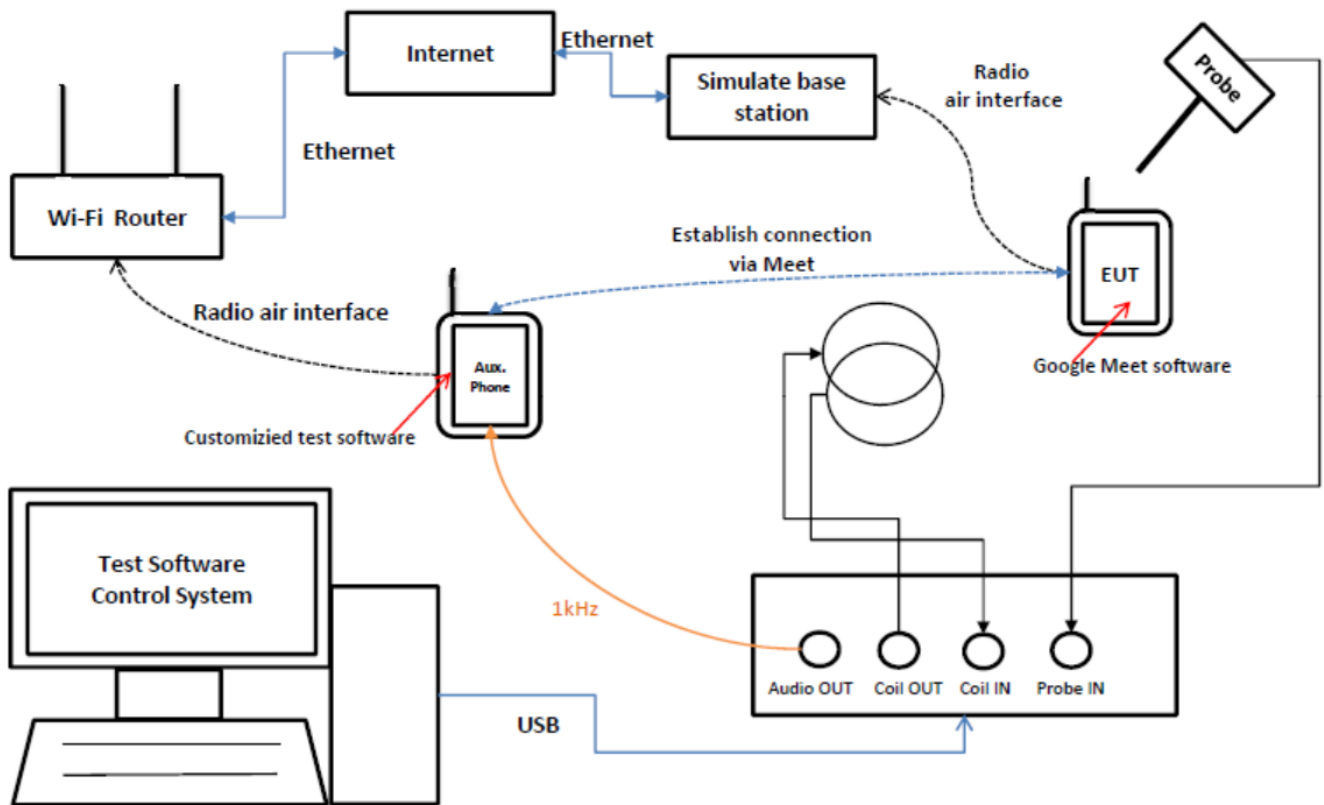 Internet
Ethernet
Simulate base
station
Radio
air interface
Probe
Ethernet
Wi-Fi Router
Establish connection
via Meet
EUT
Radio air interface
Aux.
Phone
Google Meet software
Customizied test software
Test Software
Control System
1kHz
Audio OUT
Coil OUT
Coil IN
Probe IN
USB